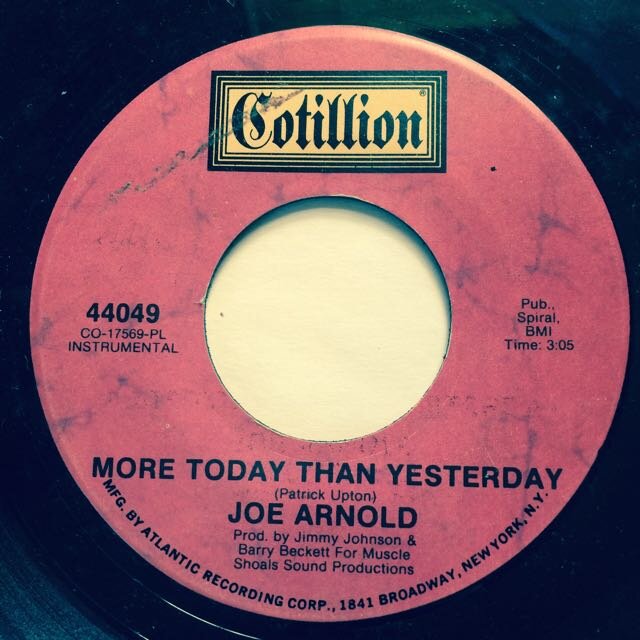 Cotillion®
44049
CO-17569-PL
INSTRUMENTAL
Pub.,
Spiral,
BMI
Time: 3:05
MORE TODAY THAN YESTERDAY
(Patrick Upton)
JOE ARNOLD
Prod. by Jimmy Johnson &
Barry Beckett For Muscle
Shoals Sound Productions
MFG. BY ATLANTIC RECORDING CORP., 1841 BROADWAY, NEW YORK, N.Y.